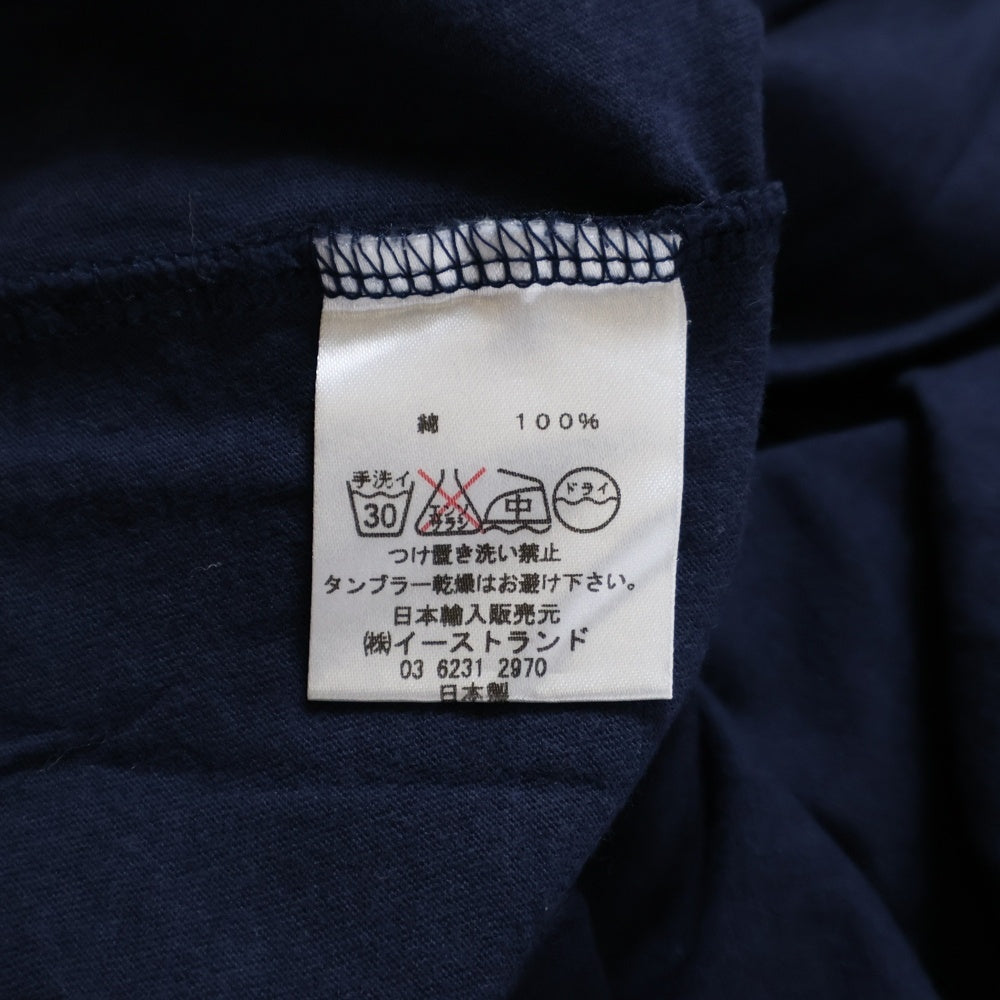 綿 100%
手洗イ
30
エンソ
サラシ
中
ドライ
つけ置き洗い禁止
タンブラー乾燥はお避け下さい。
日本輸入販売元
㈱イーストランド
03 6231 2970
日本製